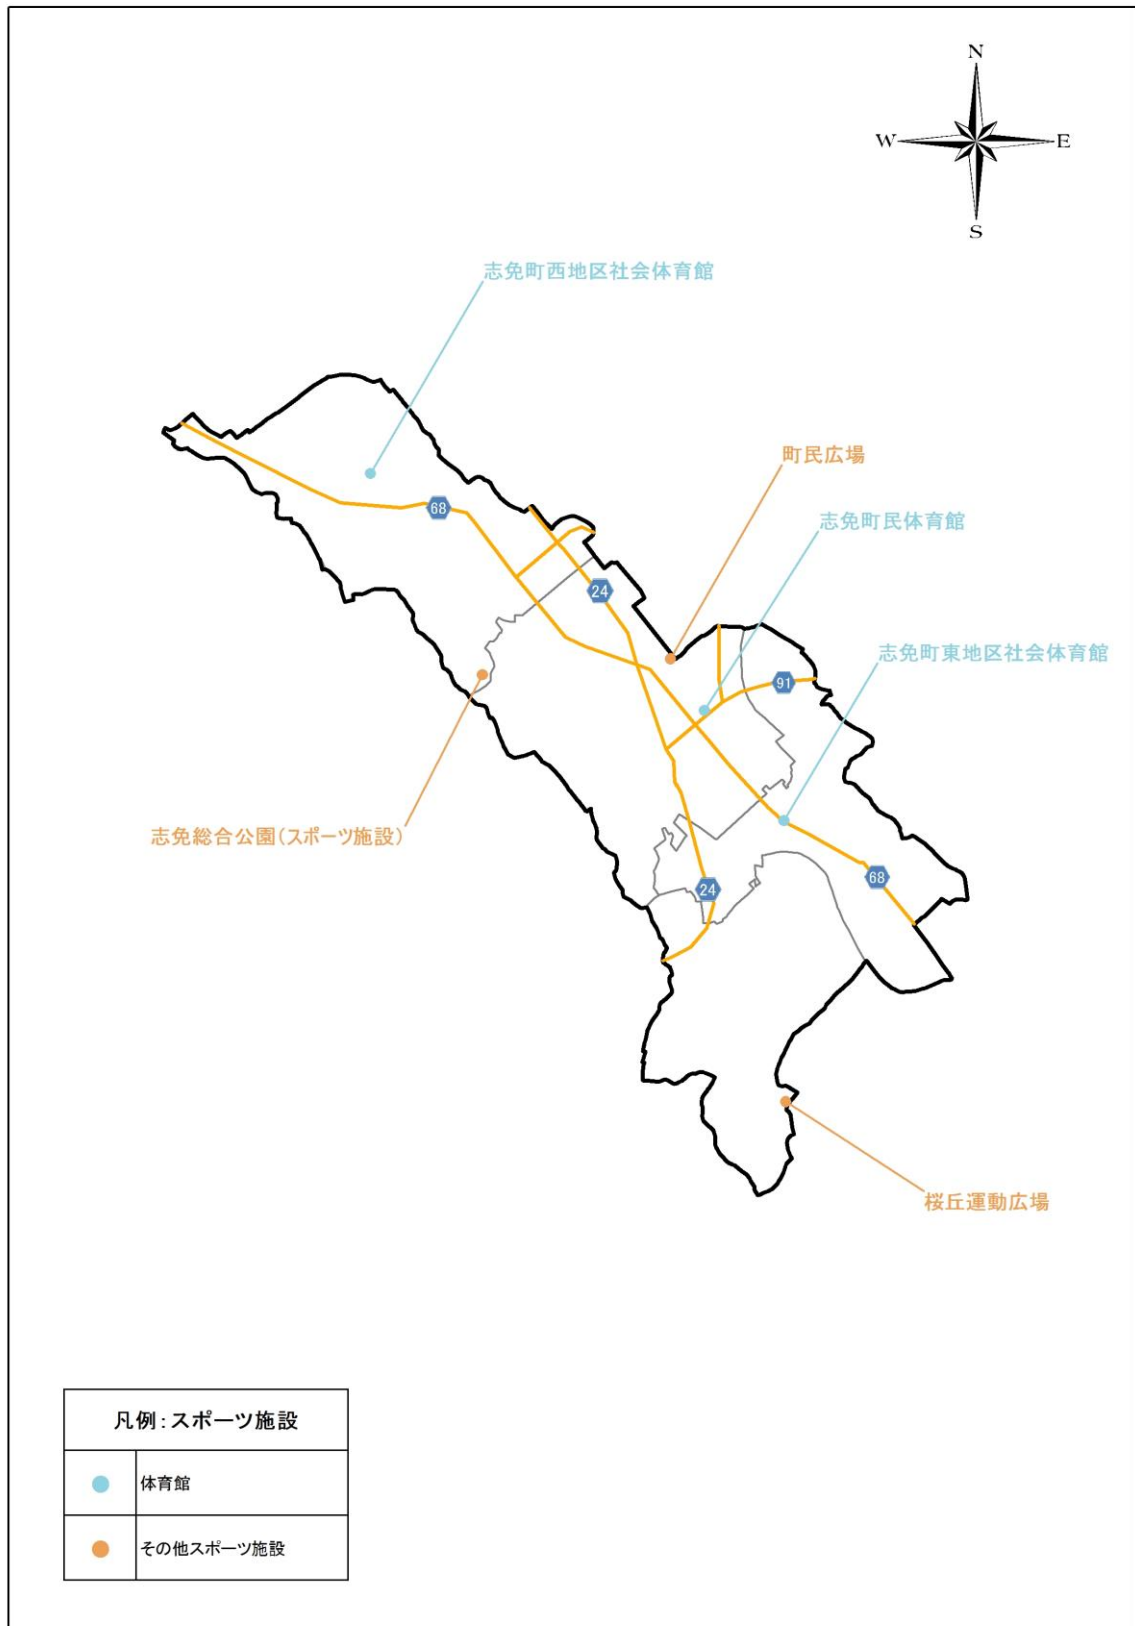 N
W
E
S
志免町西地区社会体育館
町民広場
志免町民体育館
68
24
志免町東地区社会体育館
91
志免総合公園(スポーツ施設)
68
24
桜丘運動広場
凡例:スポーツ施設
体育館
その他スポーツ施設